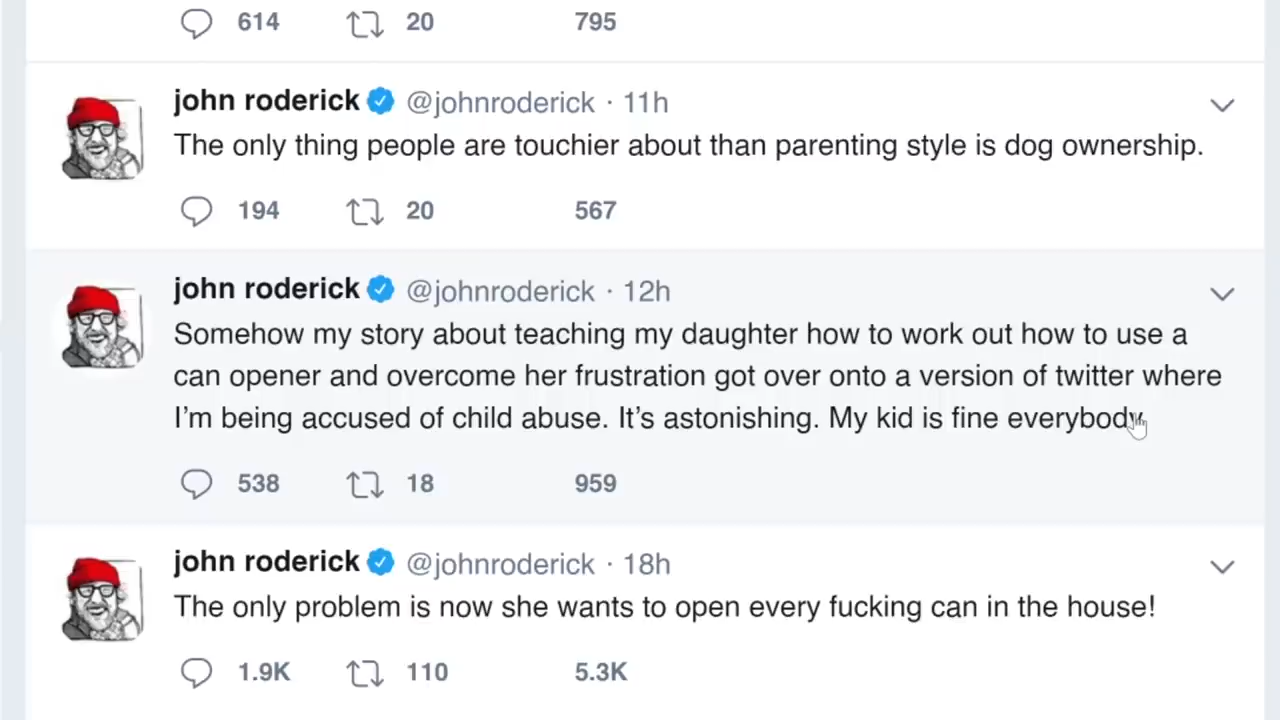 614 20 795
john roderick @johnroderick · 11h
The only thing people are touchier about than parenting style is dog ownership.
194 20 567
john roderick @johnroderick · 12h
Somehow my story about teaching my daughter how to work out how to use a
can opener and overcome her frustration got over onto a version of twitter where
I'm being accused of child abuse. It's astonishing. My kid is fine everybody.
538 18 959
john roderick @johnroderick · 18h
The only problem is now she wants to open every fucking can in the house!
1.9K 110 5.3K